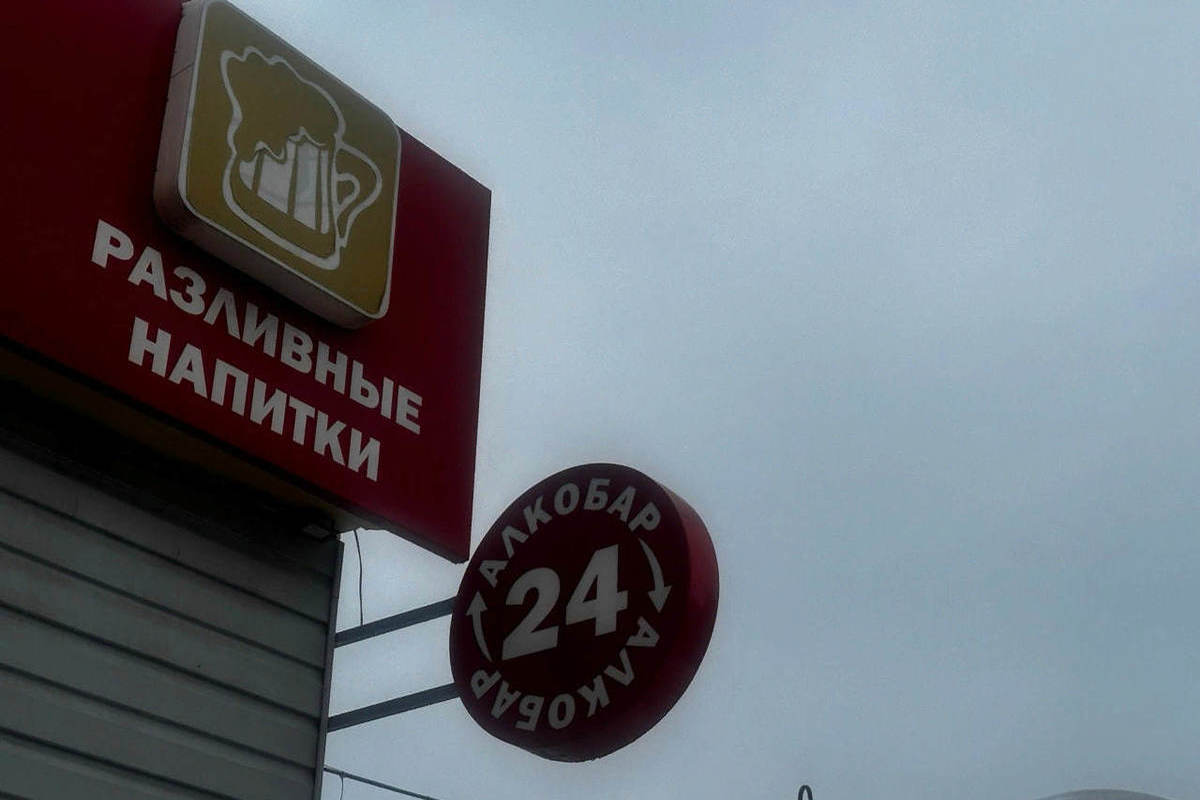 РАЗЛИВНЫЕ
НАПИТКИ
АЛКОБАР
24
АЛКОБАР